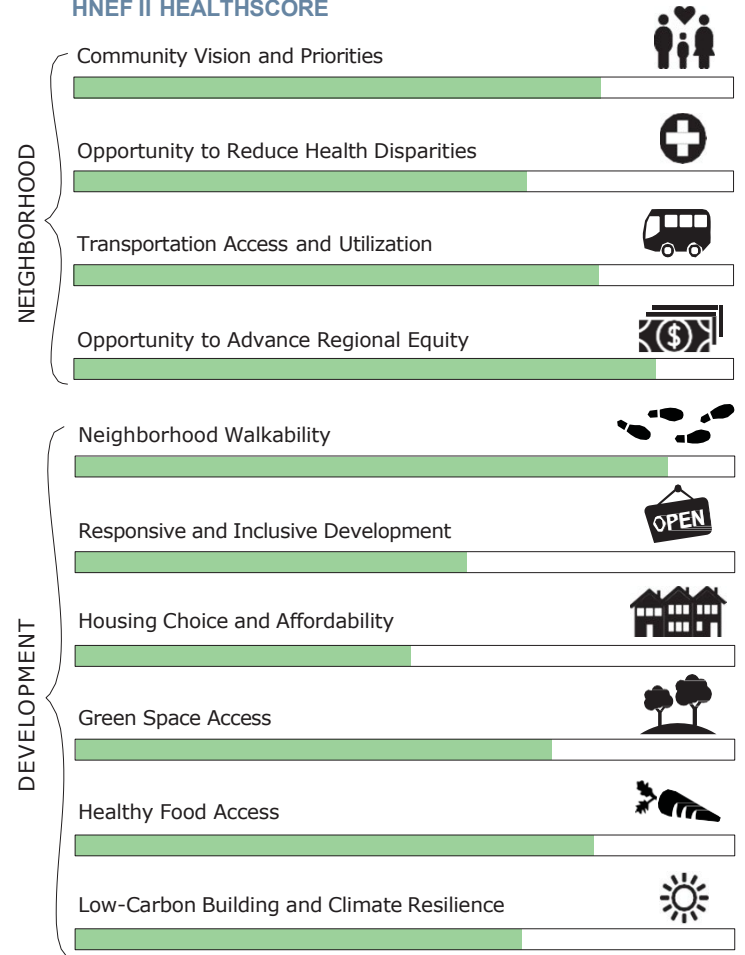 HNEF II HEALTHSCORE
NEIGHBORHOOD
Community Vision and Priorities
Opportunity to Reduce Health Disparities
Transportation Access and Utilization
Opportunity to Advance Regional Equity
DEVELOPMENT
Neighborhood Walkability
Responsive and Inclusive Development
OPEN
Housing Choice and Affordability
Green Space Access
Healthy Food Access
Low-Carbon Building and Climate Resilience